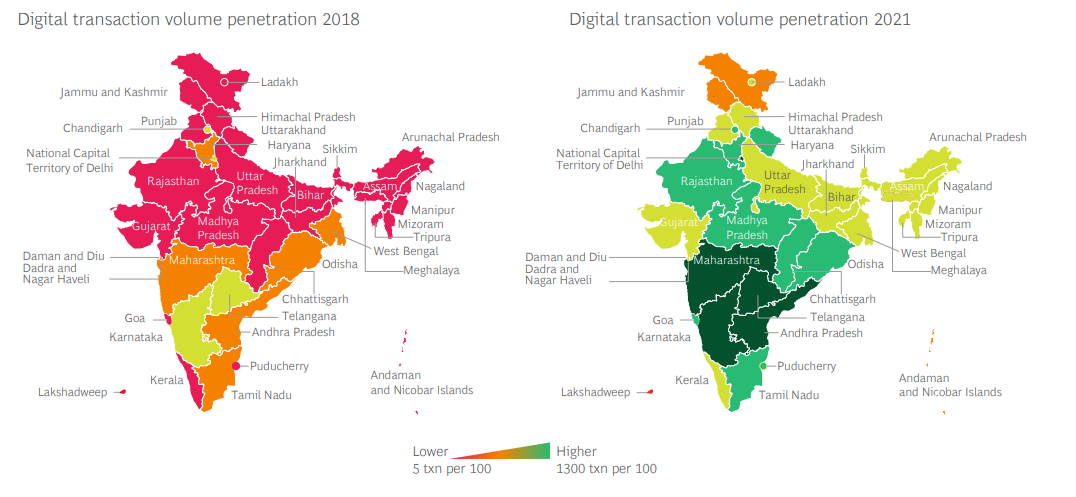 Digital transaction volume penetration 2018
Ladakh
Jammu and Kashmir
Himachal Pradesh
Punjab
Uttarakhand
Chandigarh
Haryana
Arunachal Pradesh
Sikkim
National Capital
Territory of Delhi
Jharkhand
Rajasthan
Uttar
Pradesh
Bihar
Assam
Nagaland
Manipur
Gujarat
Madhya
Pradesh
Mizoram
Tripura
West Bengal
Daman and Diu
Dadra and
Nagar Haveli
Maharashtra
Odisha
Meghalaya
Chhattisgarh
Goa
Telangana
Karnataka
Andhra Pradesh
Puducherry
Kerala
Andaman
and Nicobar Islands
Lakshadweep
Tamil Nadu
Digital transaction volume penetration 2021
Ladakh
Jammu and Kashmir
Himachal Pradesh
Punjab
Uttarakhand
Chandigarh
Haryana
Arunachal Pradesh
Sikkim
National Capital
Territory of Delhi
Jharkhand
Rajasthan
Uttar
Pradesh
Bihar
Assam
Nagaland
Manipur
Gujarat
Madhya
Pradesh
Mizoram
Tripura
West Bengal
Daman and Diu
Dadra and
Nagar Haveli
Maharashtra
Odisha
Meghalaya
Chhattisgarh
Goa
Telangana
Karnataka
Andhra Pradesh
Puducherry
Kerala
Andaman
and Nicobar Islands
Lakshadweep
Tamil Nadu
Lower
5 txn per 100
Higher
1300 txn per 100